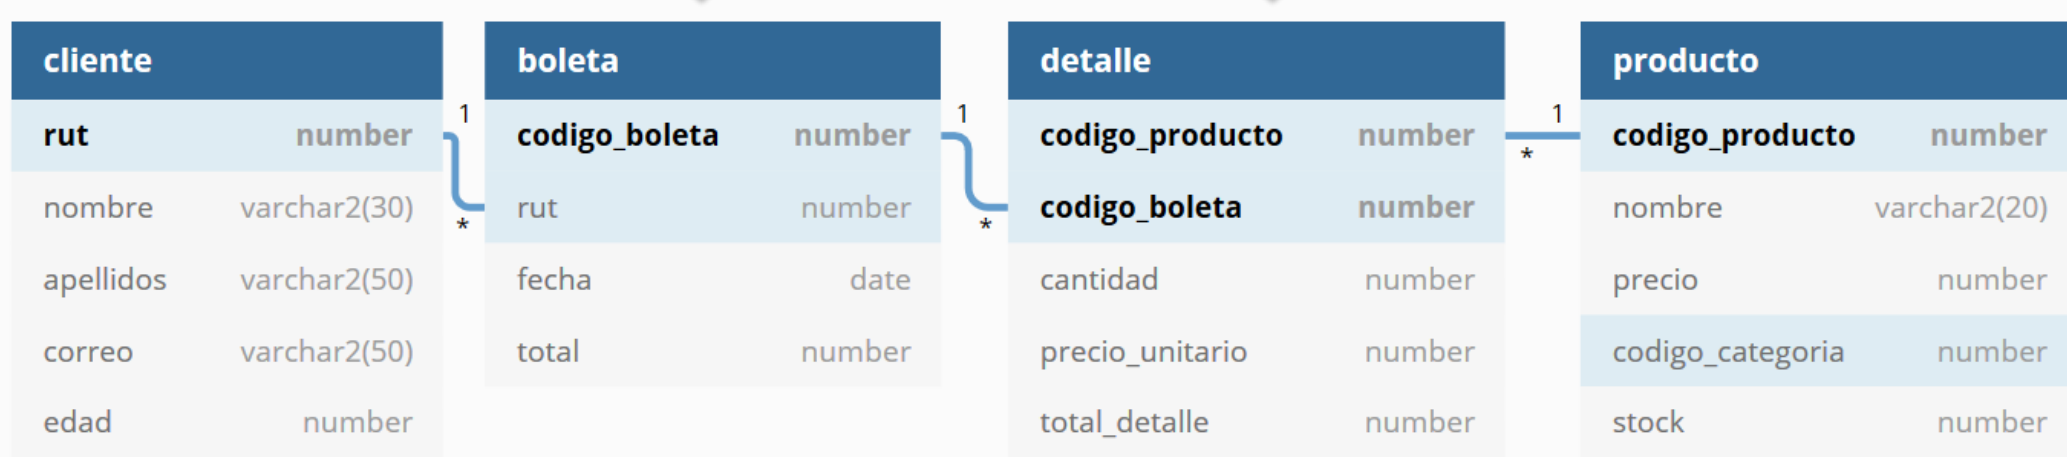 cliente
rut number
nombre varchar2(30)
apellidos varchar2(50)
correo varchar2(50)
edad number
1
*
boleta
codigo_boleta number
rut number
fecha date
total number
1
*
detalle
codigo_producto number
codigo_boleta number
cantidad number
precio_unitario number
total_detalle number
1
*
producto
codigo_producto number
nombre varchar2(20)
precio number
codigo_categoria number
stock number